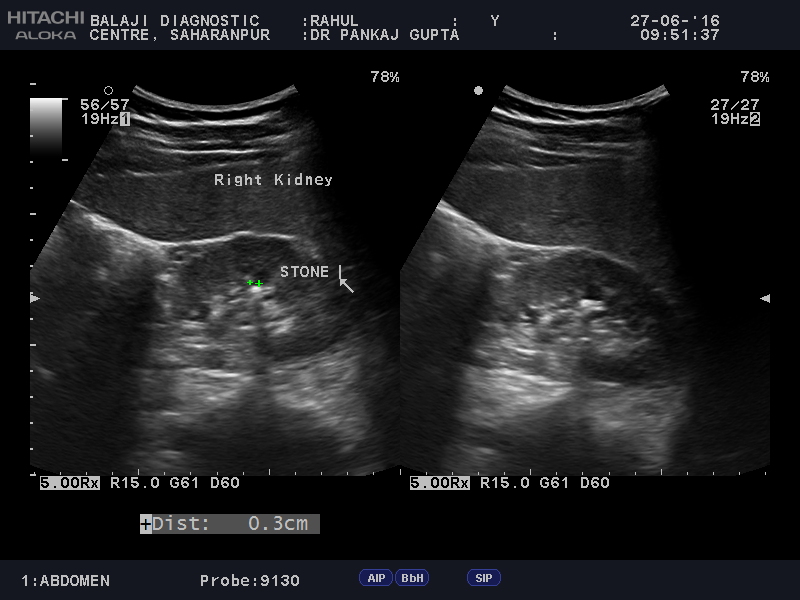 HITACHI BALAJI DIAGNOSTIC :RAHUL : Y 27-06-'16
ALOKA CENTRE, SAHARANPUR :DR PANKAJ GUPTA : 09:51:37
78% 78%
56/57 27/27
19Hz1 19Hz2
Right Kidney
STONE
5.00Rx R15.0 G61 D60 5.00Rx R15.0 G61 D60
+Dist: 0.3cm
1:ABDOMEN Probe:9130 AIP BbH SIP